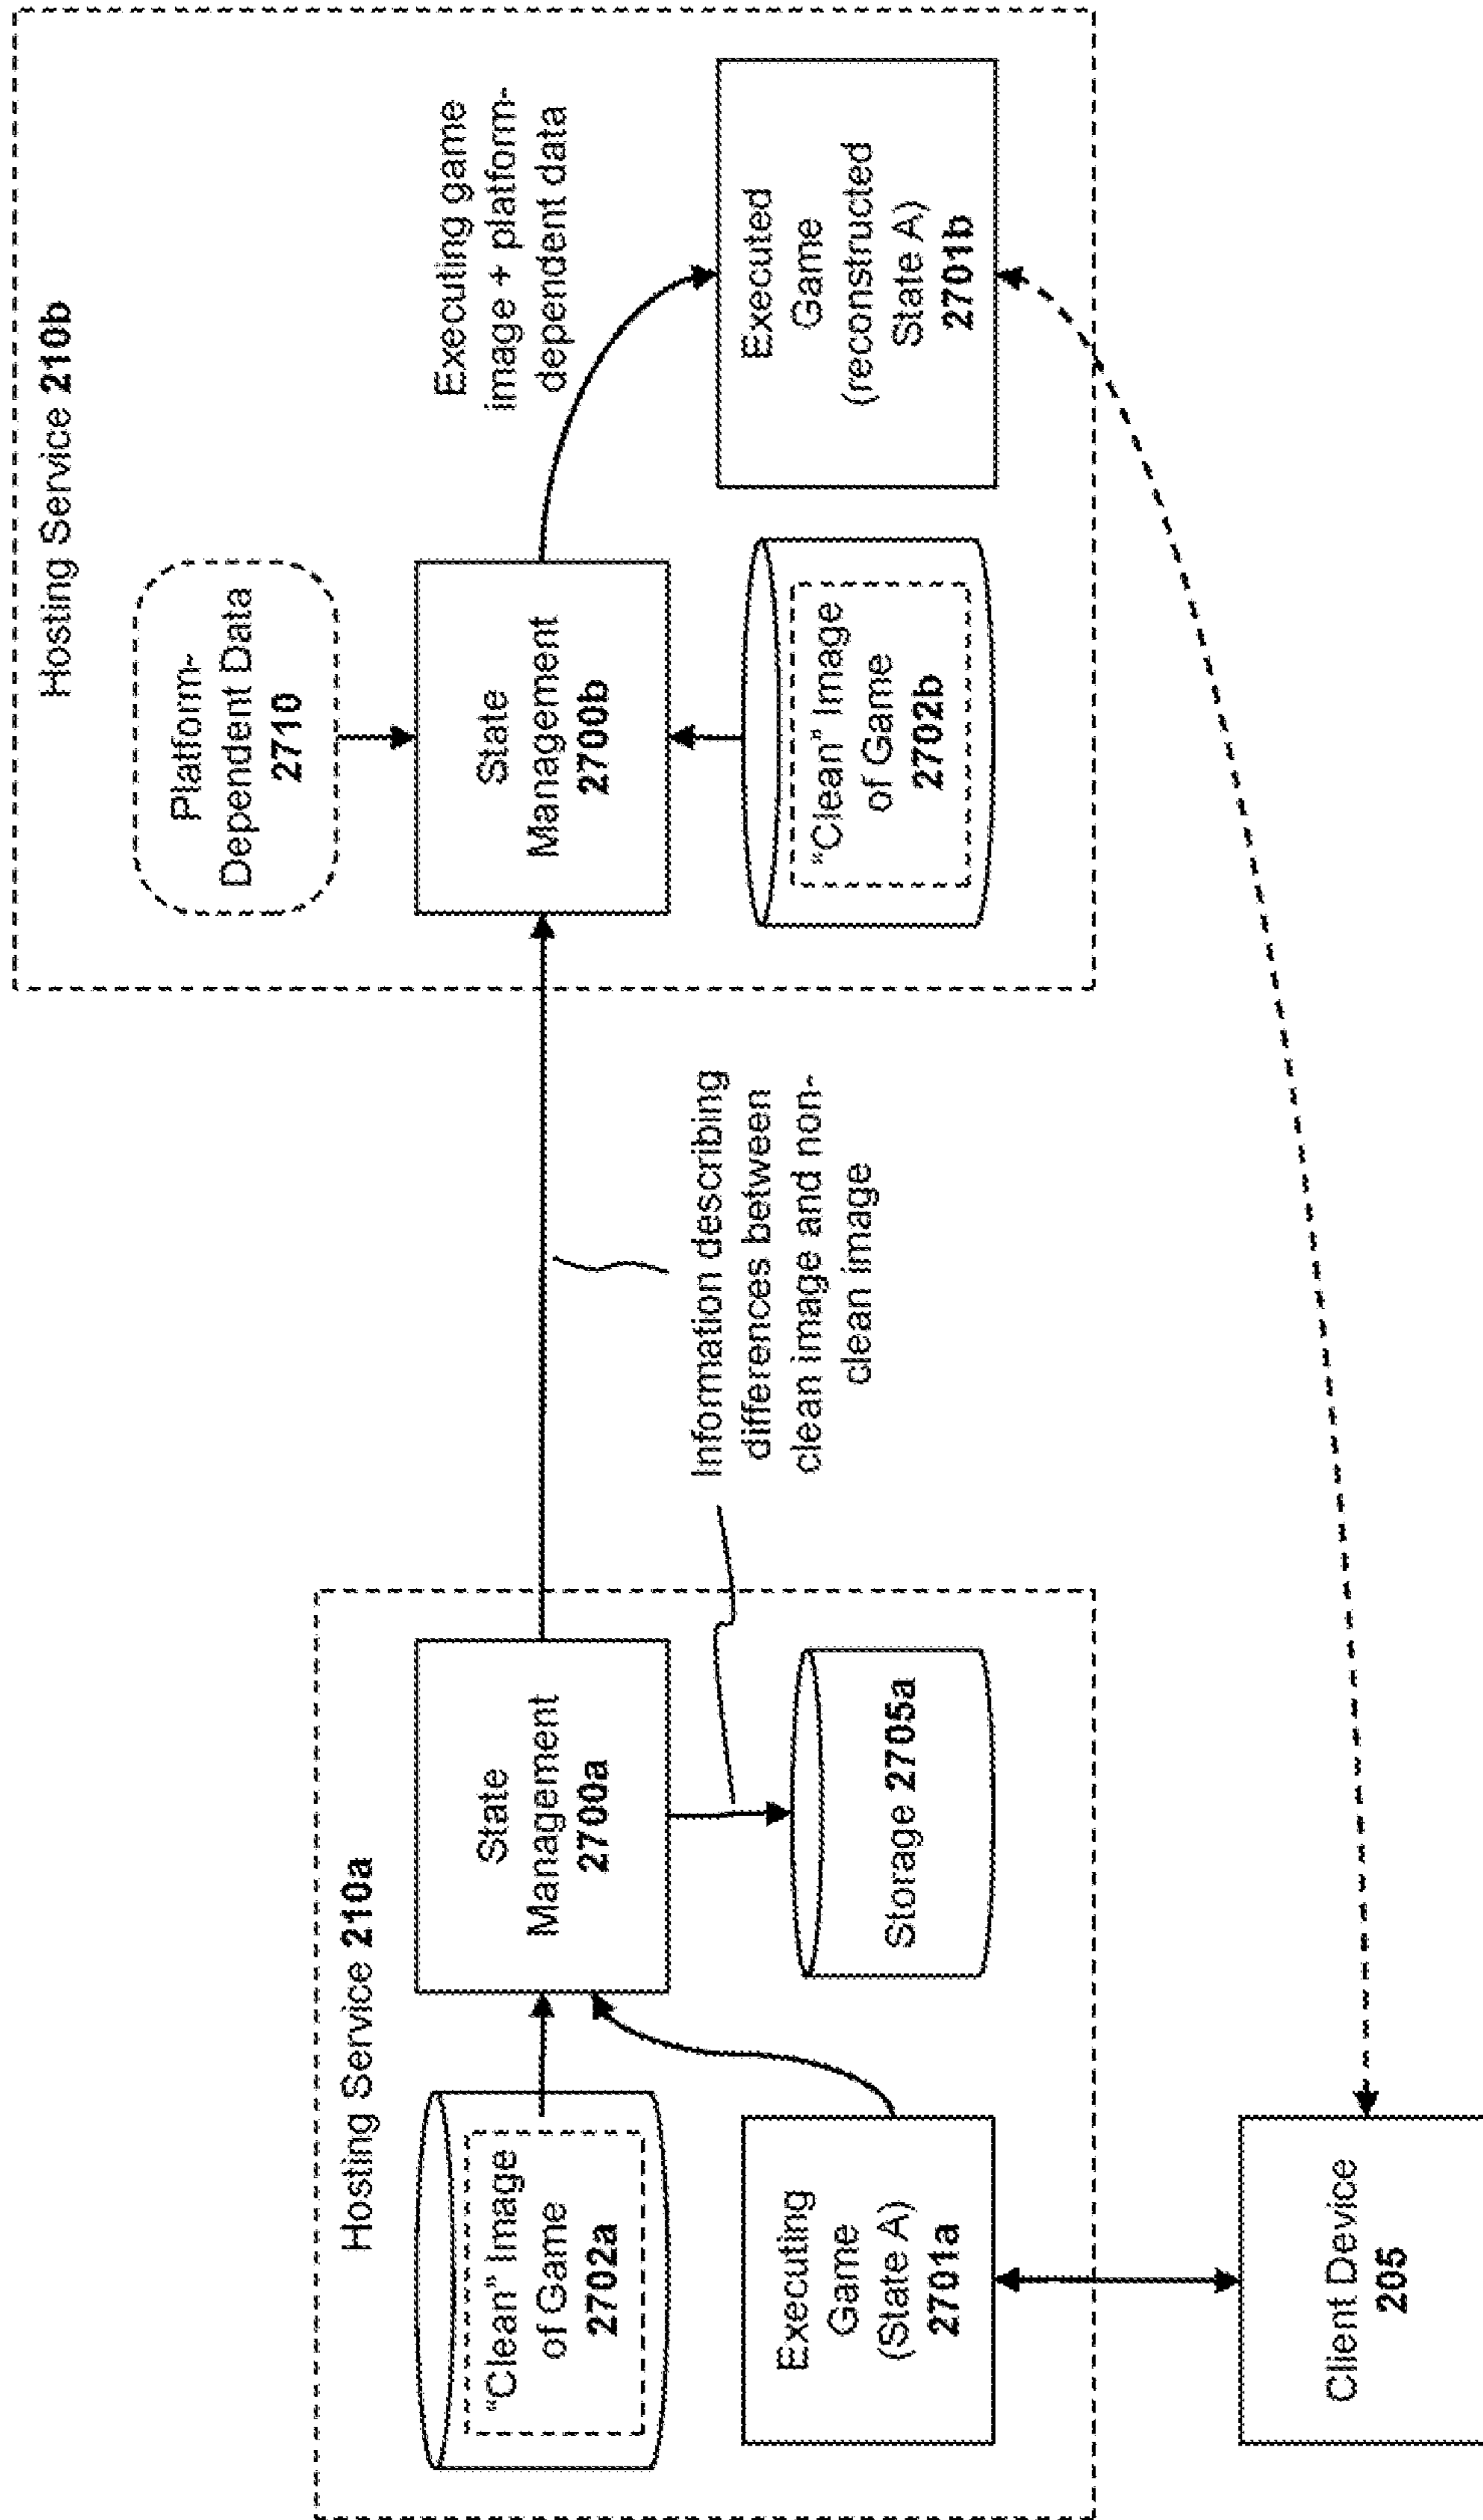 Hosting Service 210a
"Clean" Image
of Game
2702a
State
Management
2700a
Executing
Game
(State A)
2701a
Storage 2705a
Client Device
205
Information describing
differences between
clean image and non-
clean image
Hosting Service 210b
Platform-
Dependent Data
2710
State
Management
2700b
"Clean" Image
of Game
2702b
Executing game
image + platform-
dependent data
Executed
Game
(reconstructed
State A)
2701b